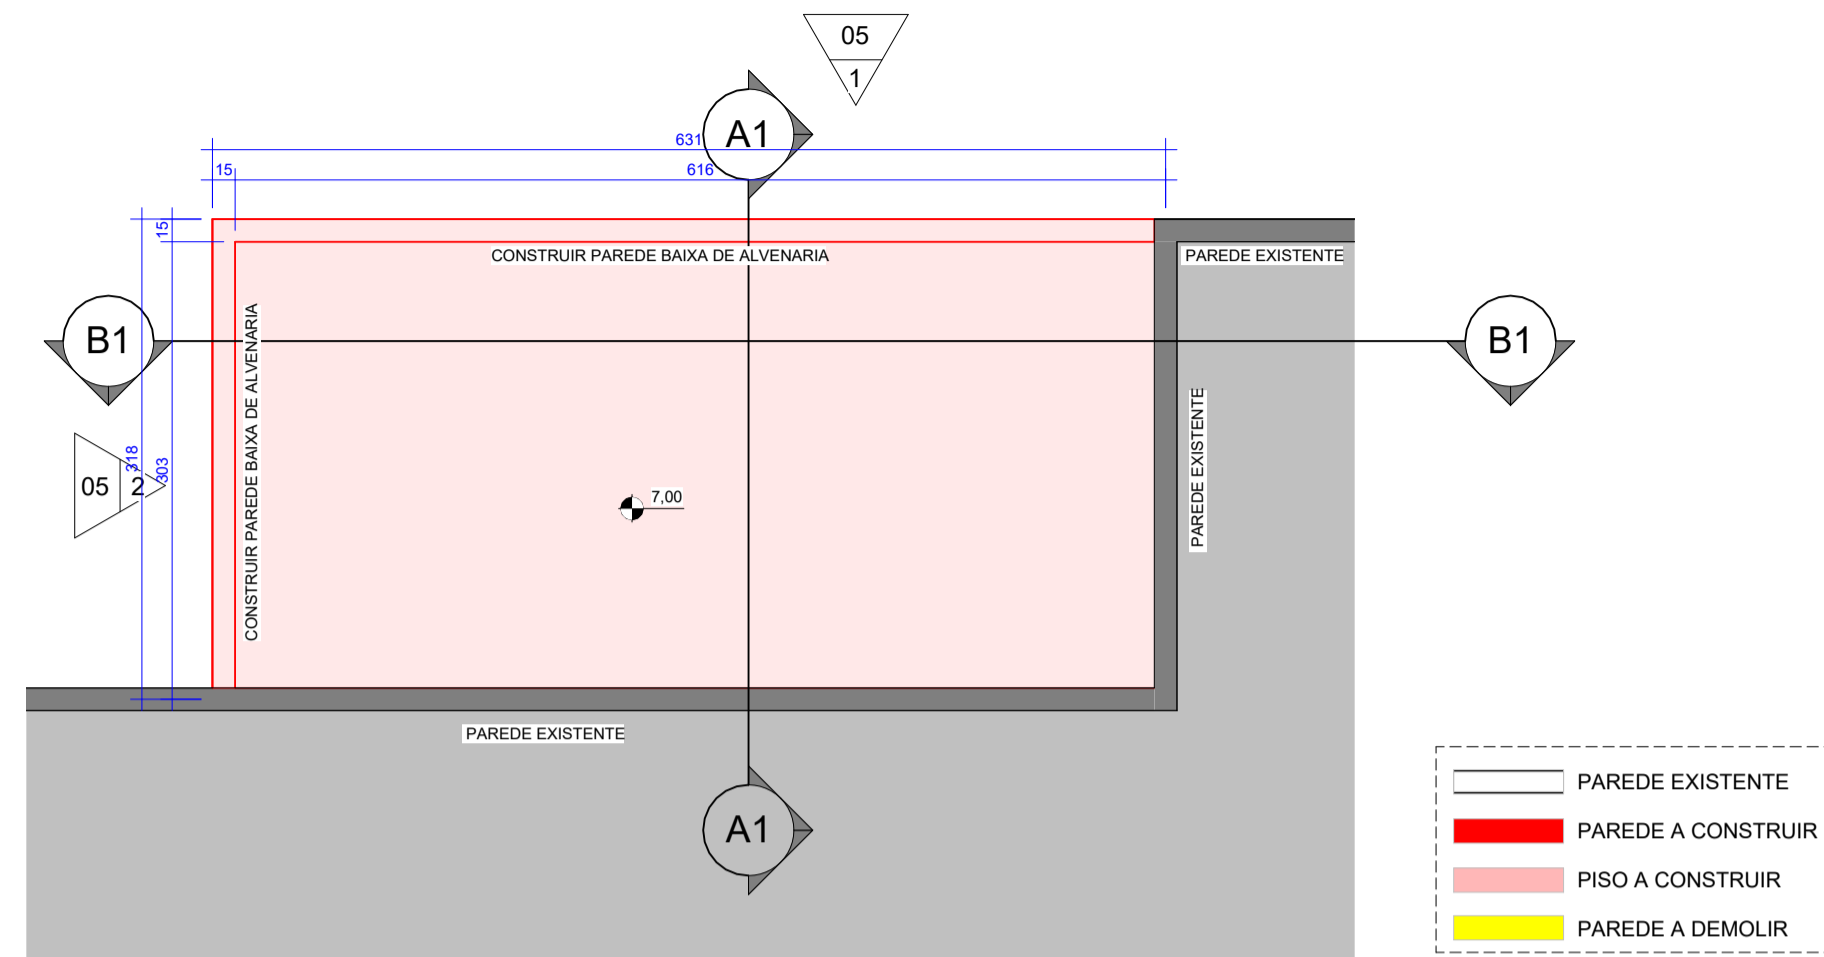 05
1
A1
631
15
616
15
CONSTRUIR PAREDE BAIXA DE ALVENARIA
PAREDE EXISTENTE
B1
B1
CONSTRUIR PAREDE BAIXA DE ALVENARIA
PAREDE EXISTENTE
318
303
05
2
7,00
PAREDE EXISTENTE
A1
PAREDE EXISTENTE
PAREDE A CONSTRUIR
PISO A CONSTRUIR
PAREDE A DEMOLIR